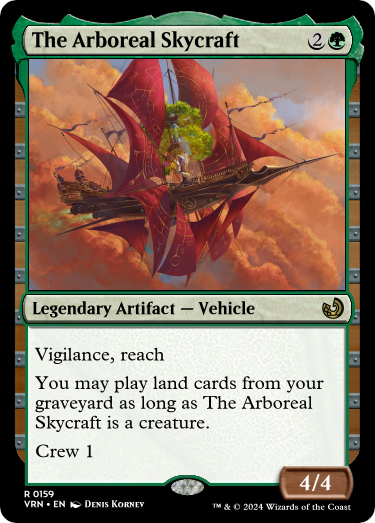 The Arboreal Skycraft 2
Legendary Artifact — Vehicle
Vigilance, reach
You may play land cards from your
graveyard as long as The Arboreal
Skycraft is a creature.
Crew 1
4/4
R 0159
VRN • EN DENIS KORNEV
™ & © 2024 Wizards of the Coast